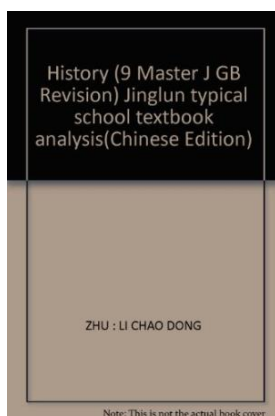 History (9 Master J GB
Revision) Jinglun typical
school textbook
analysis(Chinese Edition)
ZHU : LI CHAO DONG
Note: This is not the actual book cover